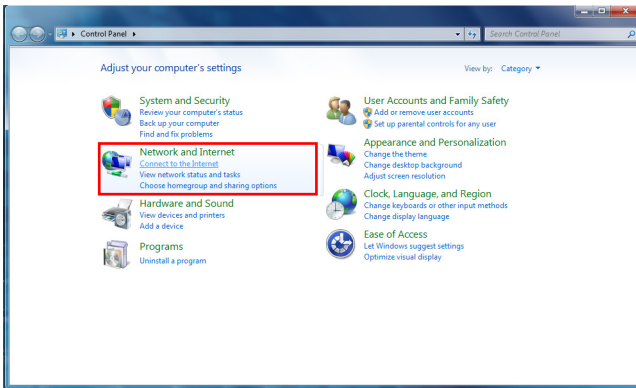 Control Panel
Search Control Panel
Adjust your computer's settings
View by: Category
System and Security
Review your computer's status
Back up your computer
Find and fix problems
Network and Internet
Connect to the Internet
View network status and tasks
Choose homegroup and sharing options
Hardware and Sound
View devices and printers
Add a device
Programs
Uninstall a program
User Accounts and Family Safety
Add or remove user accounts
Set up parental controls for any user
Appearance and Personalization
Change the theme
Change desktop background
Adjust screen resolution
Clock, Language, and Region
Change keyboards or other input methods
Change display language
Ease of Access
Let Windows suggest settings
Optimize visual display